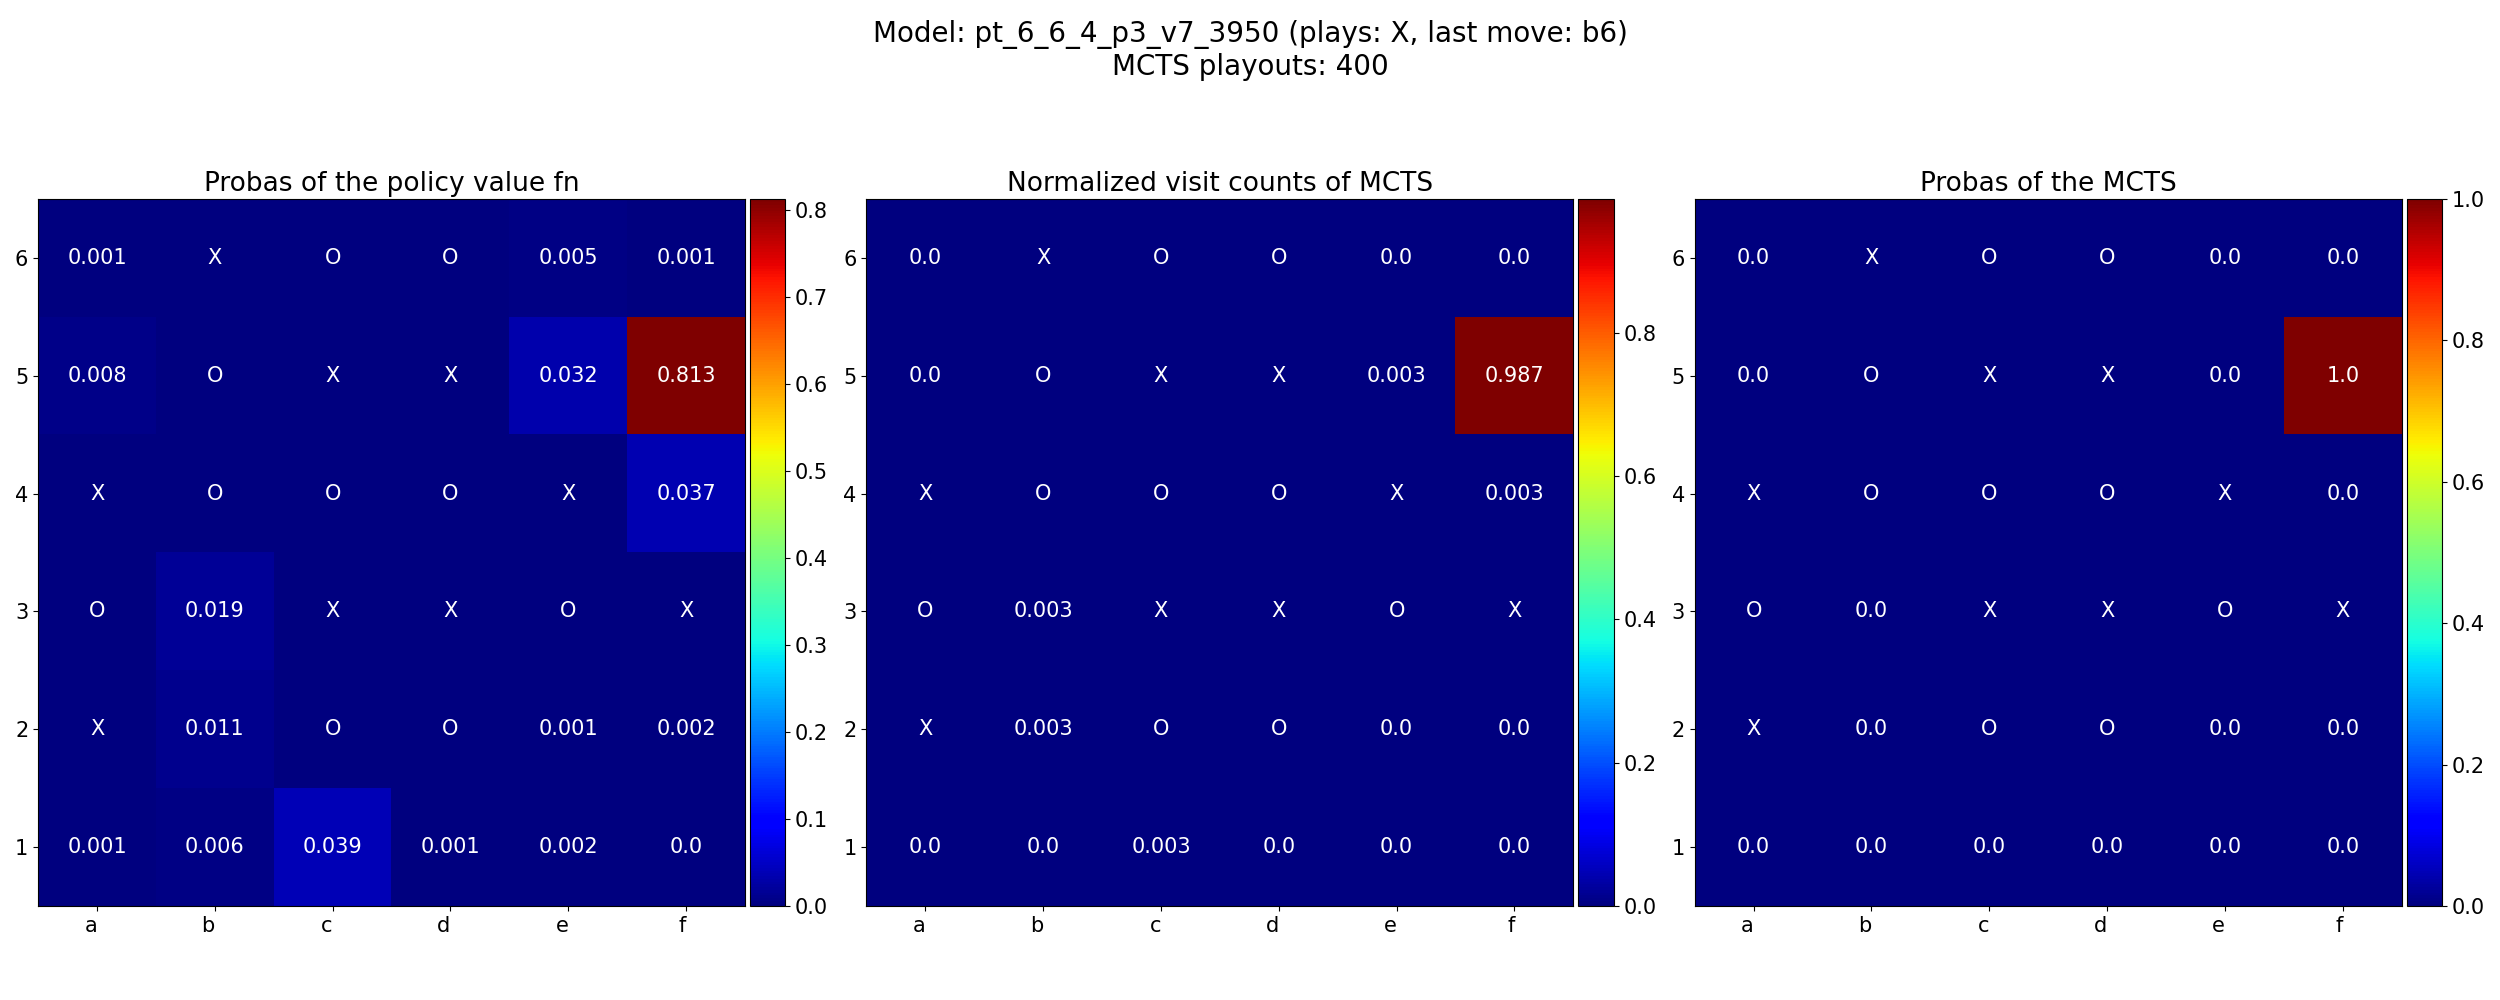 Model: pt_6_6_4_p3_v7_3950 (plays: X, last move: b6)
MCTS playouts: 400
Probas of the policy value fn
6 0.001 X O O 0.005 0.001
5 0.008 O X X 0.032 0.813
4 X O O O X 0.037
3 O 0.019 X X O X
2 X 0.011 O O 0.001 0.002
1 0.001 0.006 0.039 0.001 0.002 0.0
a b c d e f
0.8
0.7
0.6
0.5
0.4
0.3
0.2
0.1
0.0
Normalized visit counts of MCTS
6 0.0 X O O 0.0 0.0
5 0.0 O X X 0.003 0.987
4 X O O O X 0.003
3 O 0.003 X X O X
2 X 0.003 O O 0.0 0.0
1 0.0 0.0 0.003 0.0 0.0 0.0
a b c d e f
0.8
0.6
0.4
0.2
0.0
Probas of the MCTS
6 0.0 X O O 0.0 0.0
5 0.0 O X X 0.0 1.0
4 X O O O X 0.0
3 O 0.0 X X O X
2 X 0.0 O O 0.0 0.0
1 0.0 0.0 0.0 0.0 0.0 0.0
a b c d e f
1.0
0.8
0.6
0.4
0.2
0.0